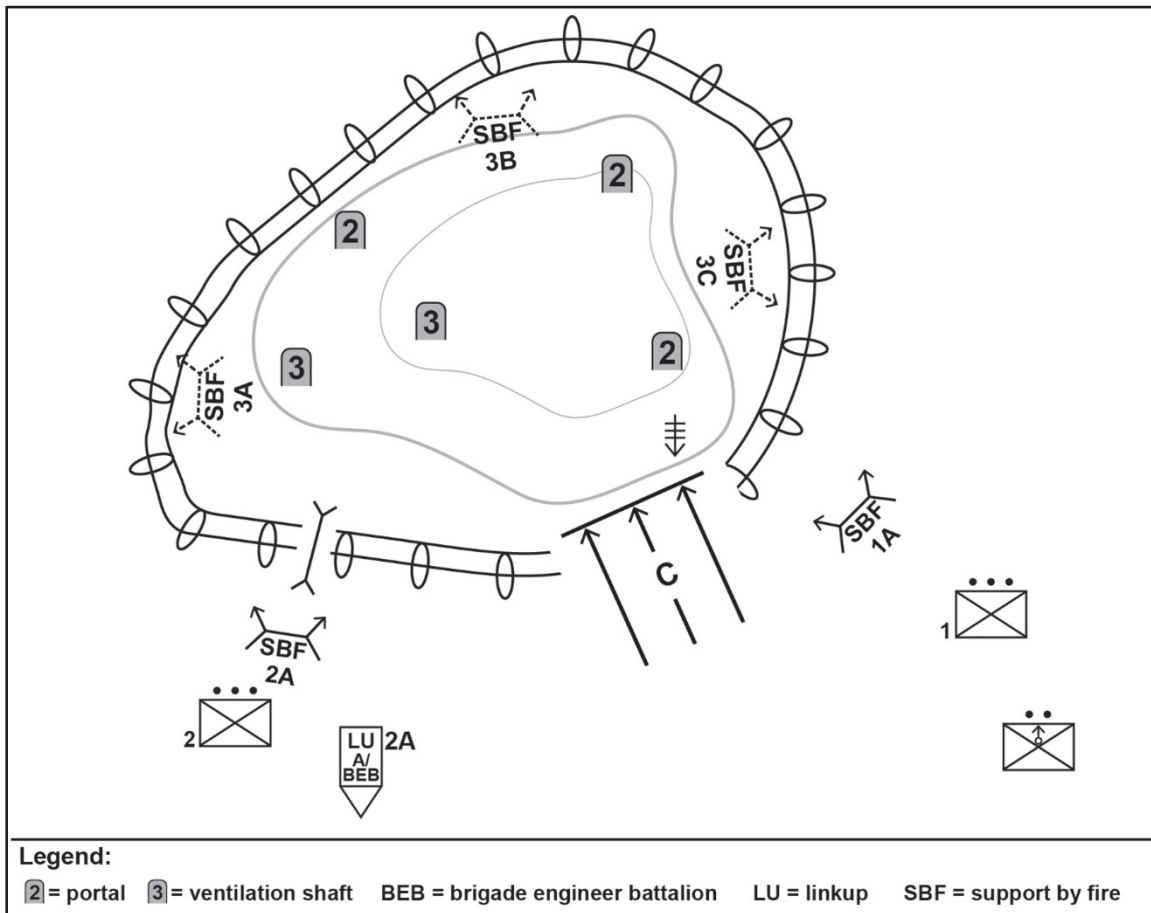 SBF
3B
2
2
SBF
3C
3
2
3
SBF
3A
C
SBF
1A
1
SBF
2A
2
LU
A/
BEB
2A
Legend:
2 = portal 3 = ventilation shaft BEB = brigade engineer battalion LU = linkup SBF = support by fire